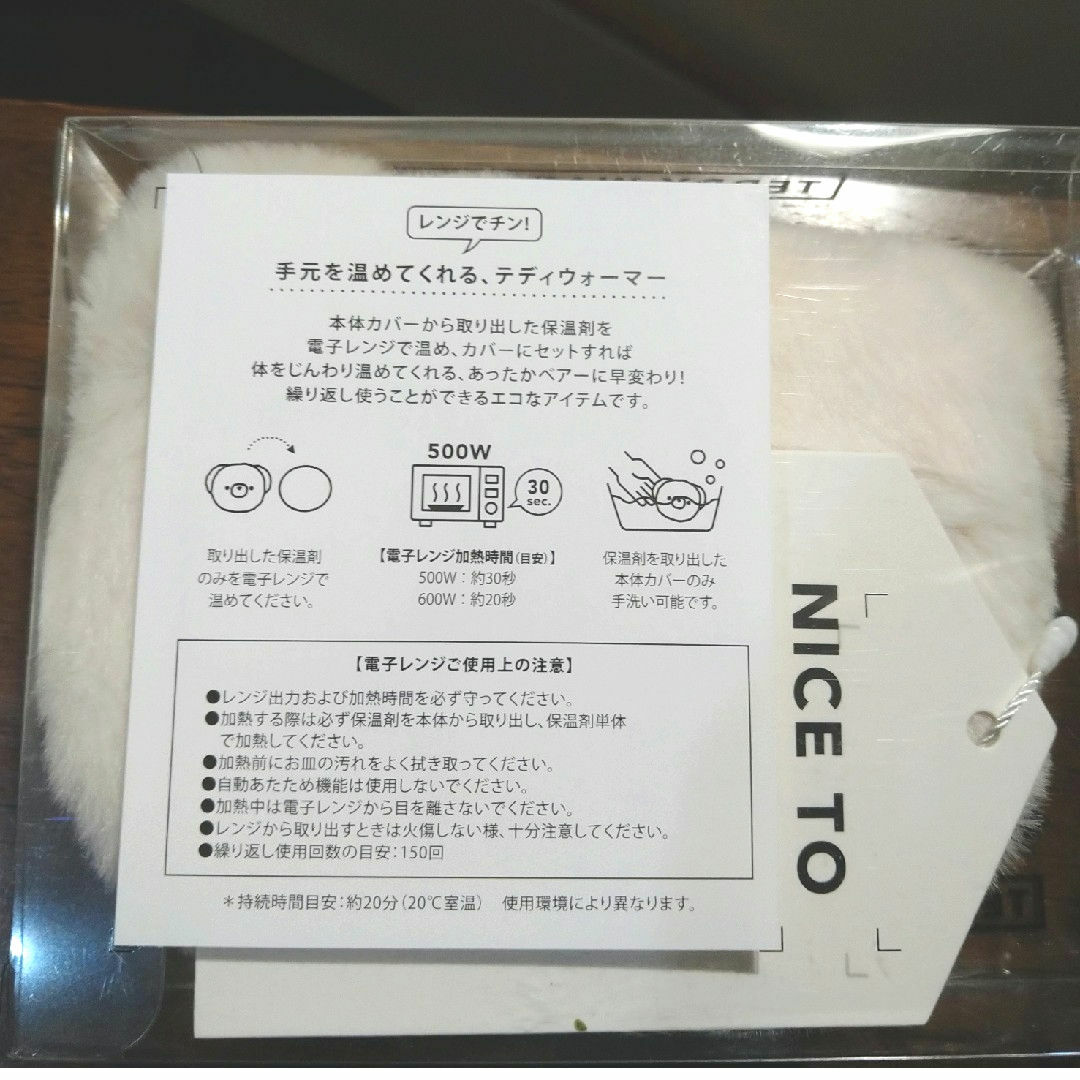 レンジでチン!
手元を温めてくれる、テディウォーマー
本体カバーから取り出した保温剤を
電子レンジで温め、カバーにセットすれば
体をじんわり温めてくれる、あったかベアーに早変わり!
繰り返し使うことができるエコなアイテムです。
500W
30
sec.
取り出した保温剤
のみを電子レンジで
温めてください。
【電子レンジ加熱時間(目安)】
500W:約30秒
600W:約20秒
保温剤を取り出した
本体カバーのみ
手洗い可能です。
【電子レンジご使用上の注意】
●レンジ出力および加熱時間を必ず守ってください。
●加熱する際は必ず保温剤を本体から取り出し、保温剤単体
で加熱してください。
●加熱前にお皿の汚れをよく拭き取ってください。
●自動あたため機能は使用しないでください。
●加熱中は電子レンジから目を離さないでください。
●レンジから取り出すときは火傷しない様、十分注意してください。
●繰り返し使用回数の目安:150回
*持続時間目安:約20分(20℃室温) 使用環境により異なります。
NICE TO